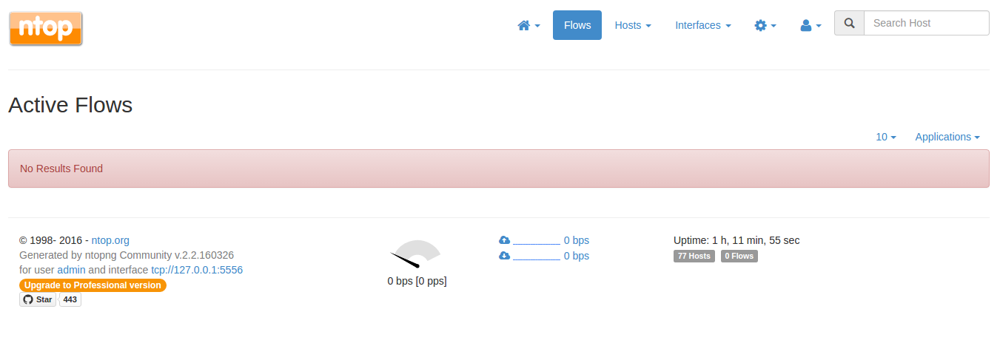 ntop
Flows Hosts Interfaces Search Host
Active Flows
10 Applications
No Results Found
© 1998- 2016 - ntop.org
Generated by ntopng Community v.2.2.160326
for user admin and interface tcp://127.0.0.1:5556
Upgrade to Professional version
Star 443
0 bps [0 pps]
0 bps
0 bps
Uptime: 1 h, 11 min, 55 sec
77 Hosts 0 Flows